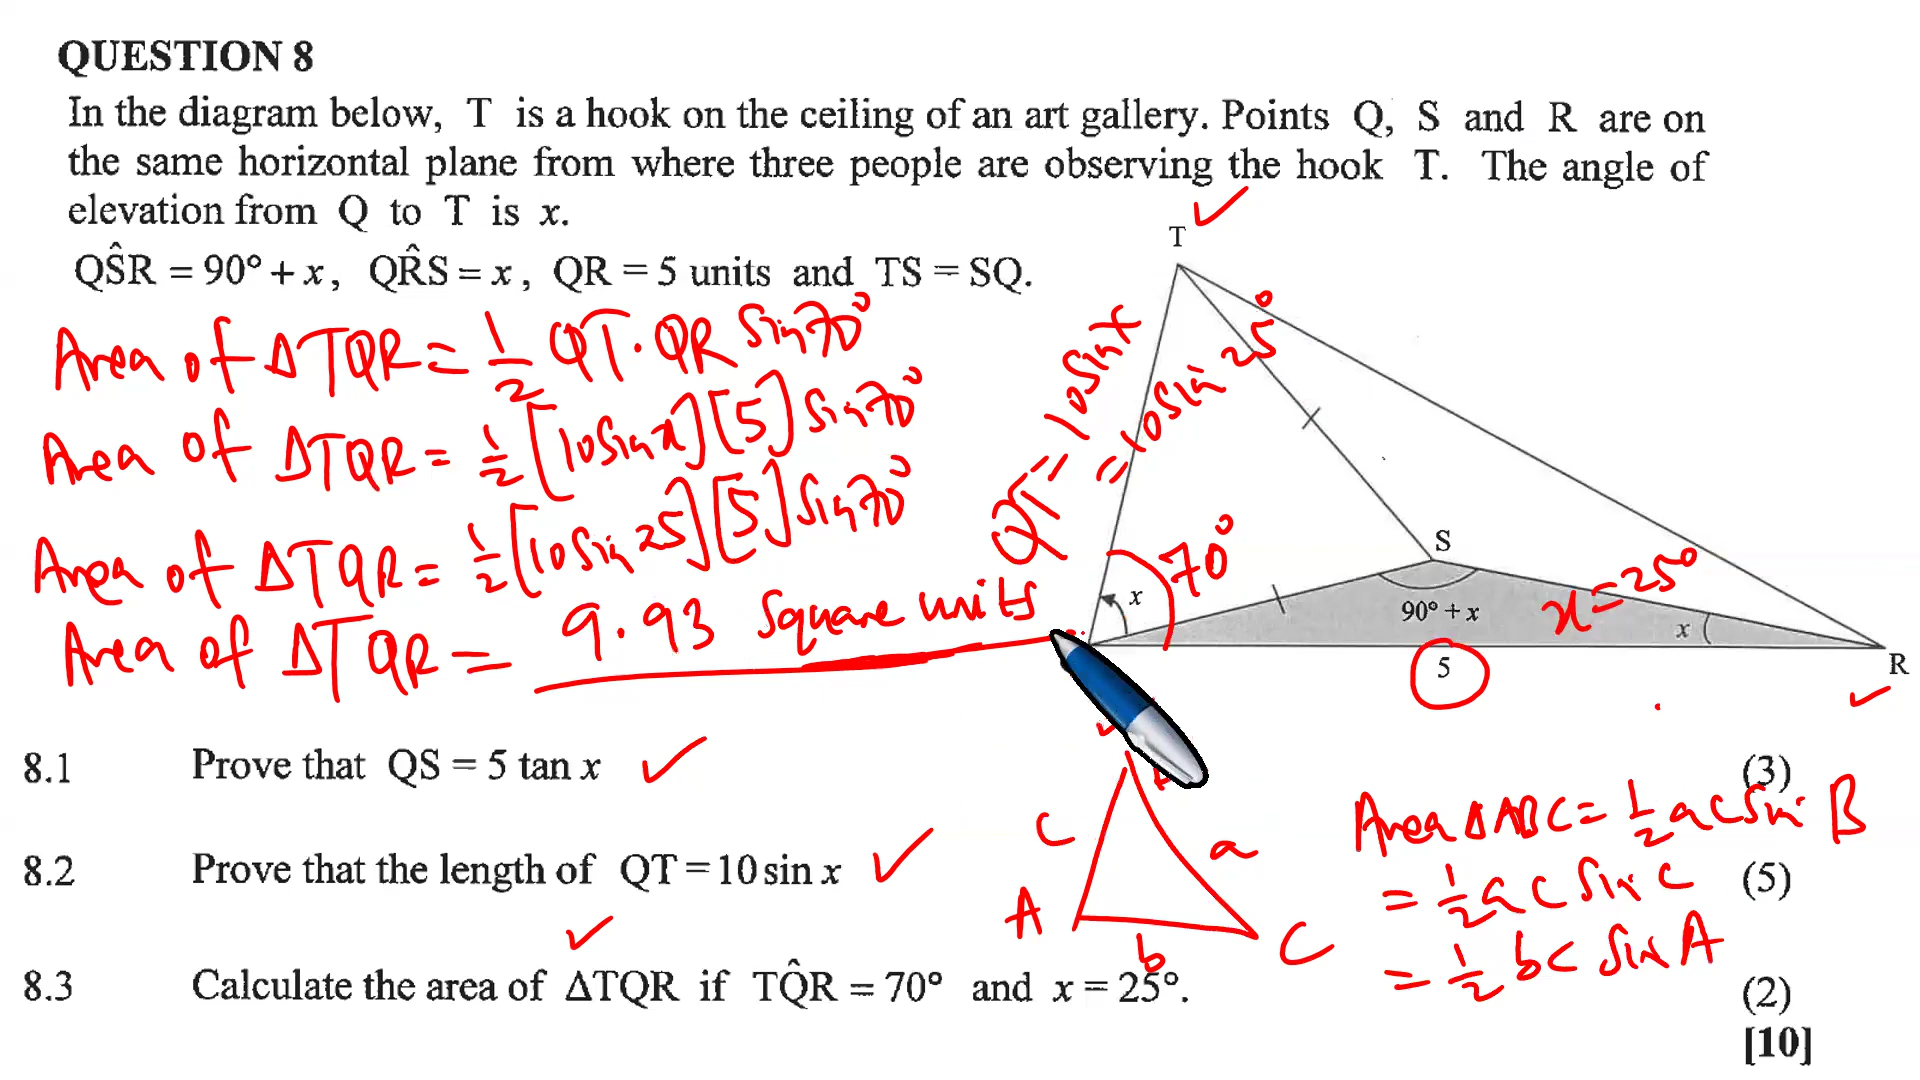 QUESTION 8
In the diagram below, T is a hook on the ceiling of an art gallery. Points Q, S and R are on
the same horizontal plane from where three people are observing the hook T. The angle of
elevation from Q to T is x.
QŜR = 90° + x, QR̂S = x, QR = 5 units and TS = SQ.
Area of ΔTQR = 1/2 QT·QR sin70°
Area of ΔTQR = 1/2 [10sinx][5] sin70°
Area of ΔTQR = 1/2 [10sin25][5] sin70°
Area of ΔTQR = 9.93 square units
T
QT = 10sinx
= 10sin25°
70°
x
S
90° + x
x = 25°
x
5
R
8.1 Prove that QS = 5 tan x (3)
8.2 Prove that the length of QT = 10 sin x (5)
8.3 Calculate the area of ΔTQR if TQ̂R = 70° and x = 25°. (2)
[10]
c
a
A
b
C
Area ΔABC = 1/2 ac sin B
= 1/2 a c sin C
= 1/2 bc sin A